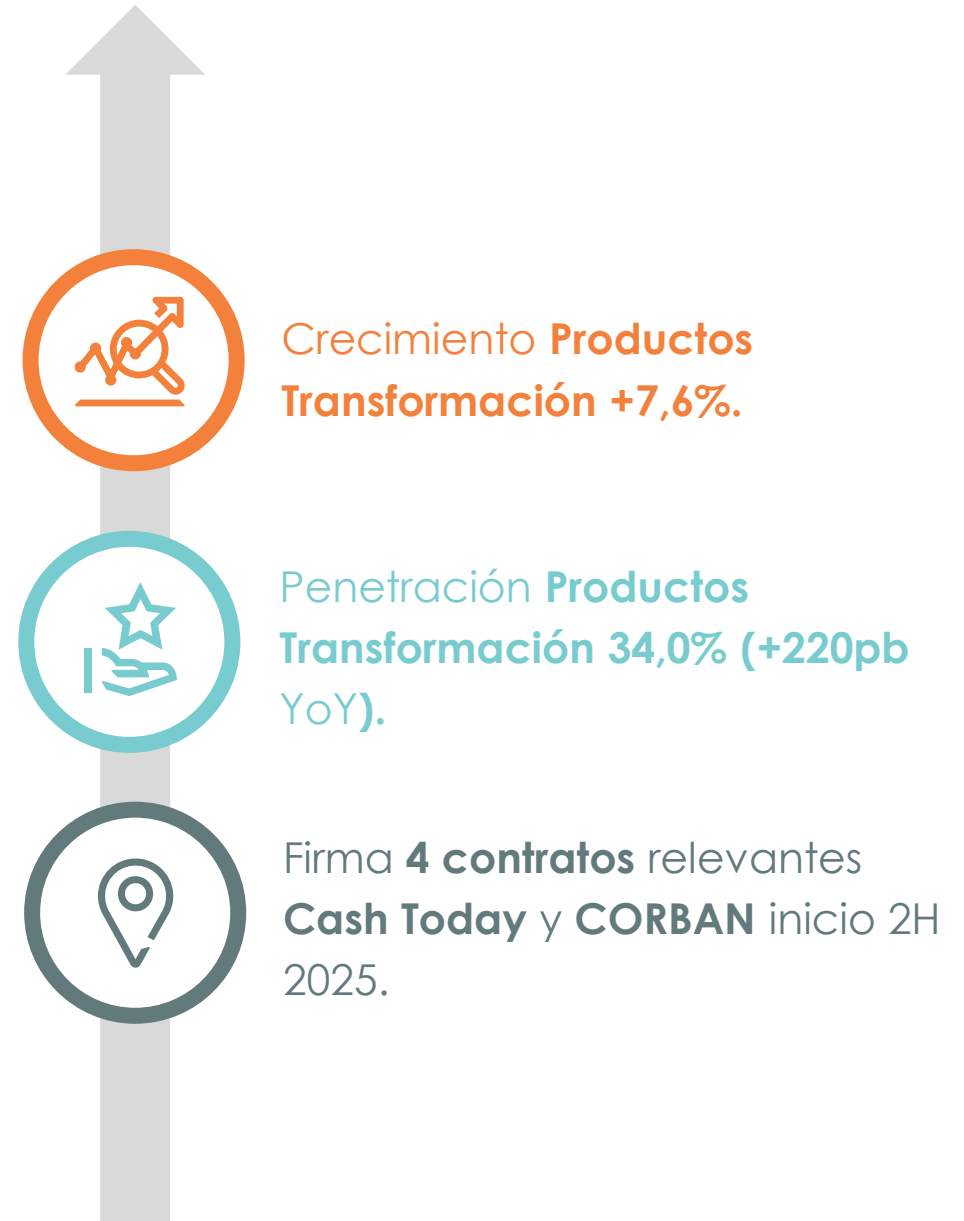 Crecimiento Productos
Transformación +7,6%.
Penetración Productos
Transformación 34,0% (+220pb
YoY).
Firma 4 contratos relevantes
Cash Today y CORBAN inicio 2H
2025.